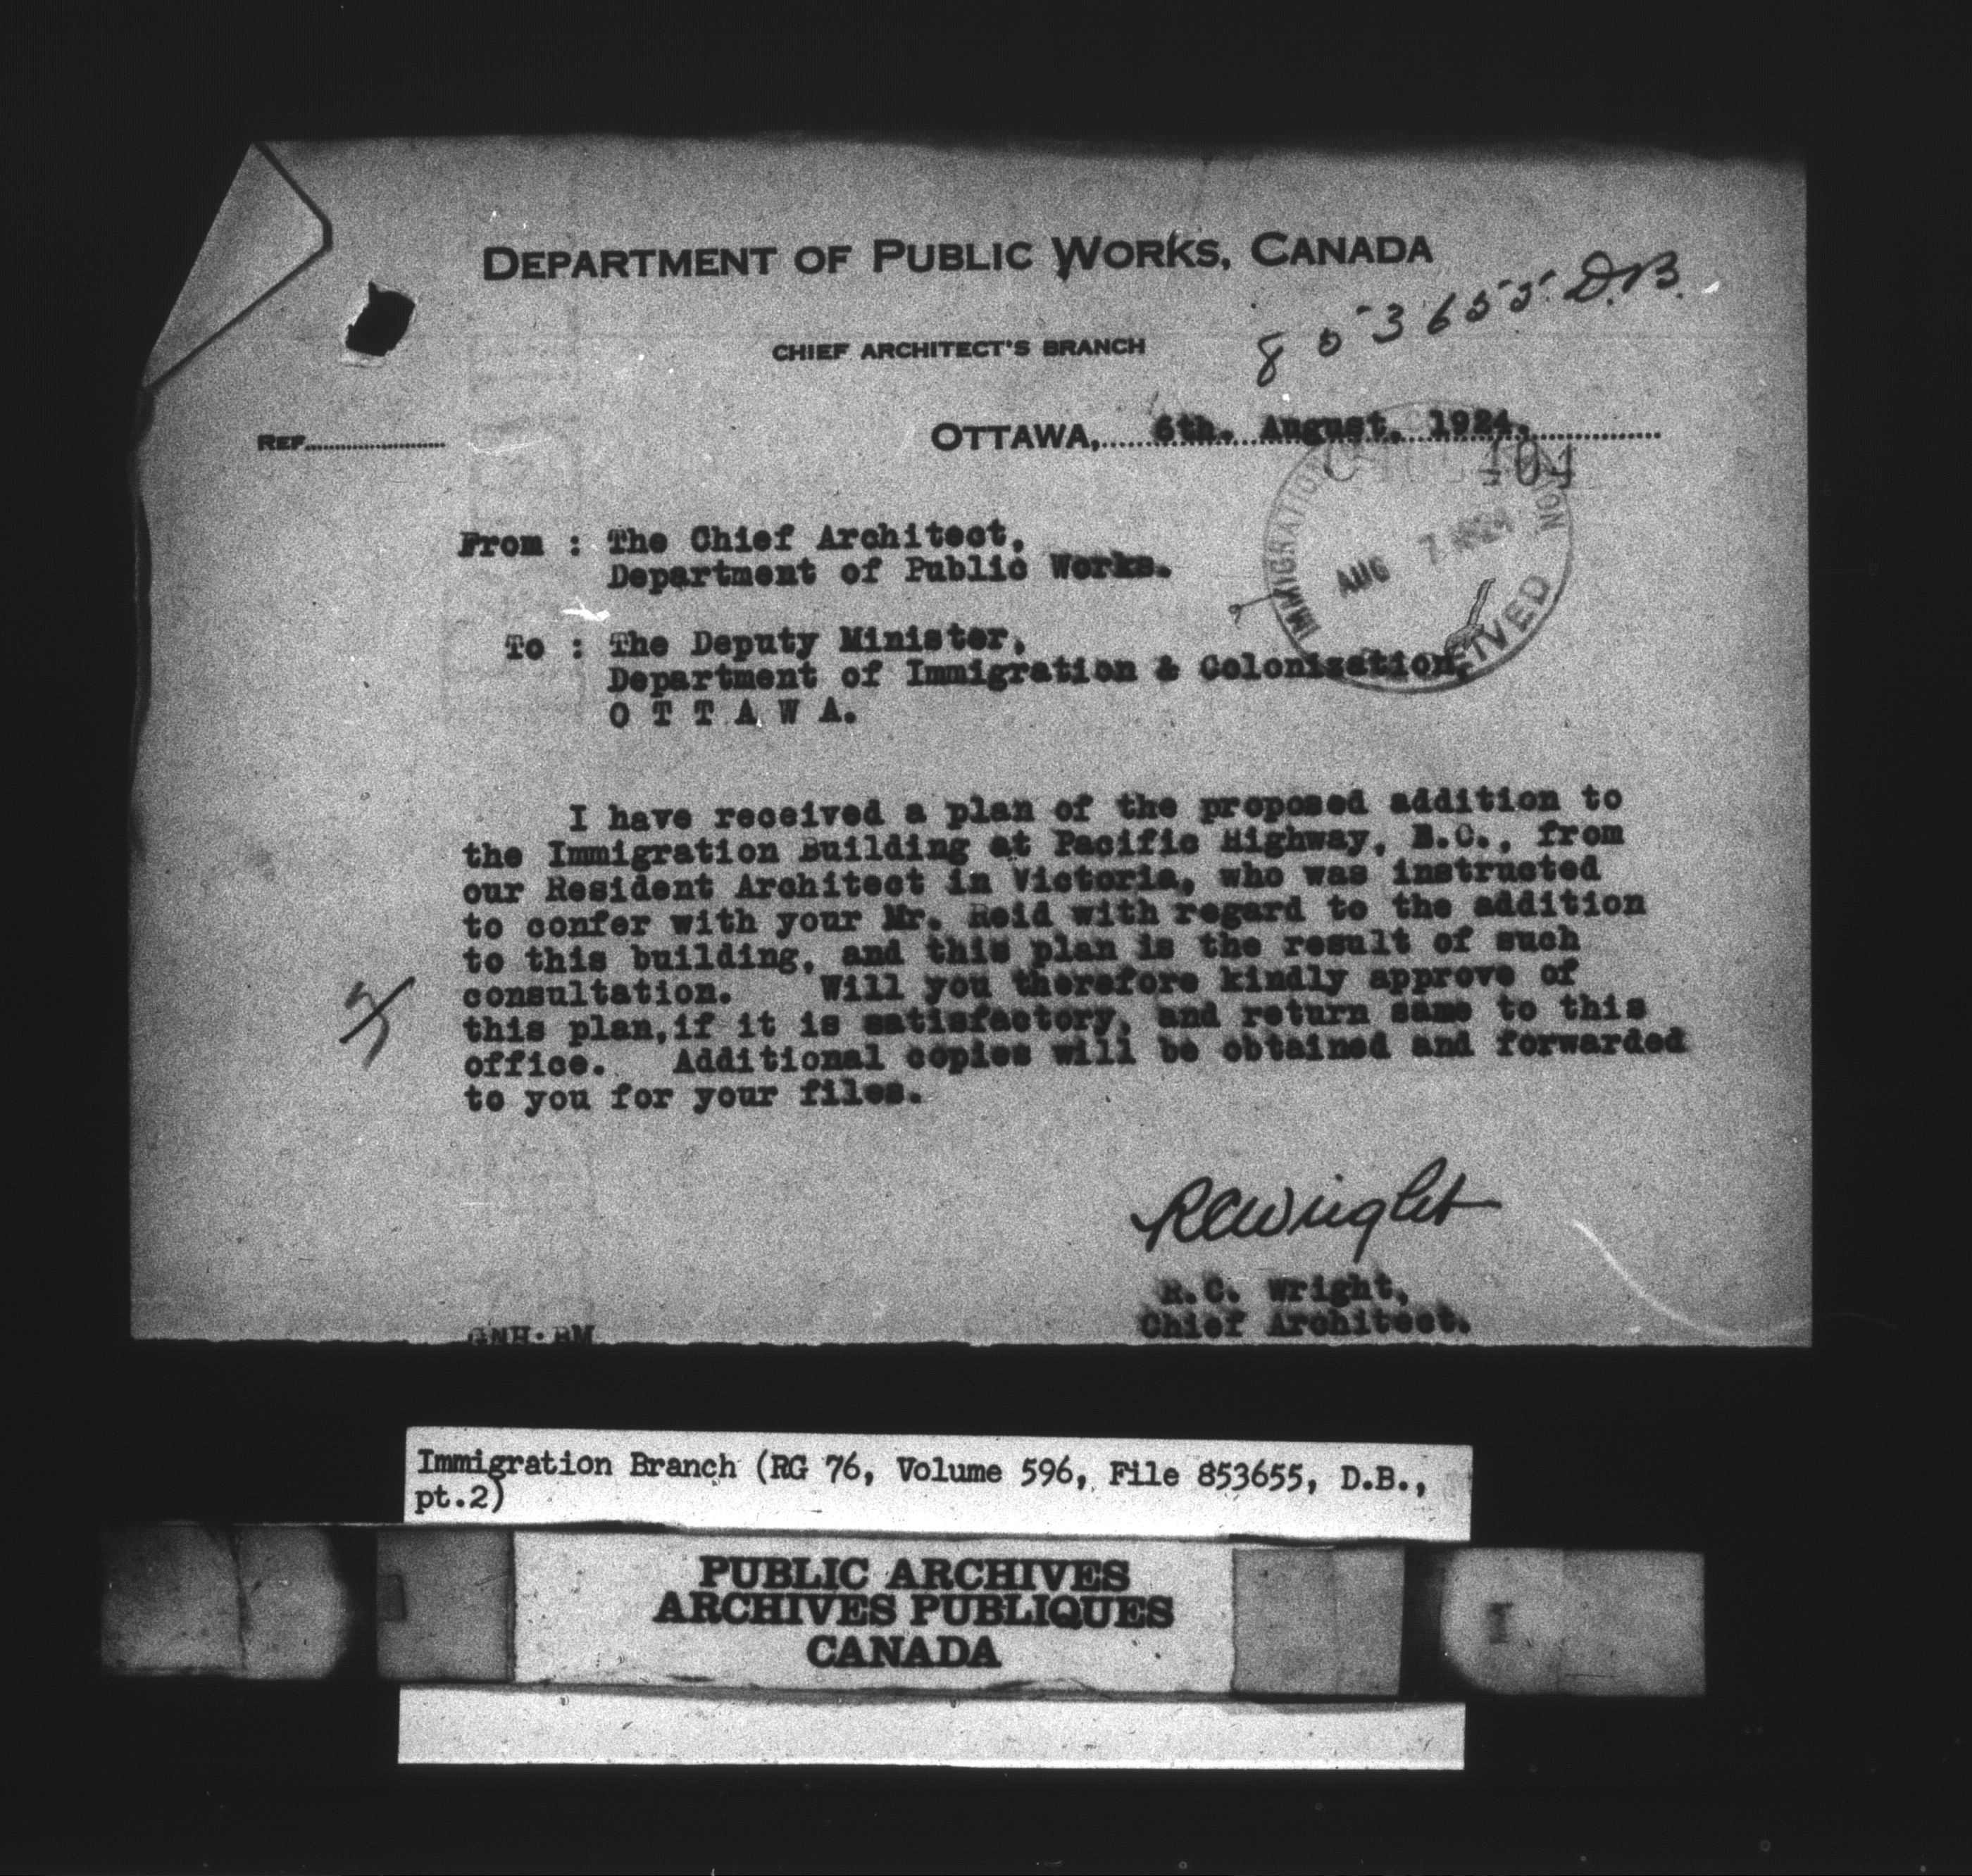 DEPARTMENT OF PUBLIC WORKS, CANADA
853655 D.B.
CHIEF ARCHITECT'S BRANCH
REF.
OTTAWA, 6th. August, 1924.
From : The Chief Architect,
Department of Public Works.
IMMIGRATION
AUG 7 1924
To : The Deputy Minister,
Department of Immigration & Colonization,
O T T A W A.
I have received a plan of the proposed addition to
the Immigration Building at Pacific Highway, B.C., from
our Resident Architect in Victoria, who was instructed
to confer with your Mr. Reid with regard to the addition
to this building, and this plan is the result of such
consultation. Will you therefore kindly approve of
this plan,if it is satisfactory, and return same to this
office. Additional copies will be obtained and forwarded
to you for your files.
RCWright
R.C. Wright,
Chief Architect.
GNH·BM
Immigration Branch (RG 76, Volume 596, File 853655, D.B.,
pt.2)
PUBLIC ARCHIVES
ARCHIVES PUBLIQUES
CANADA